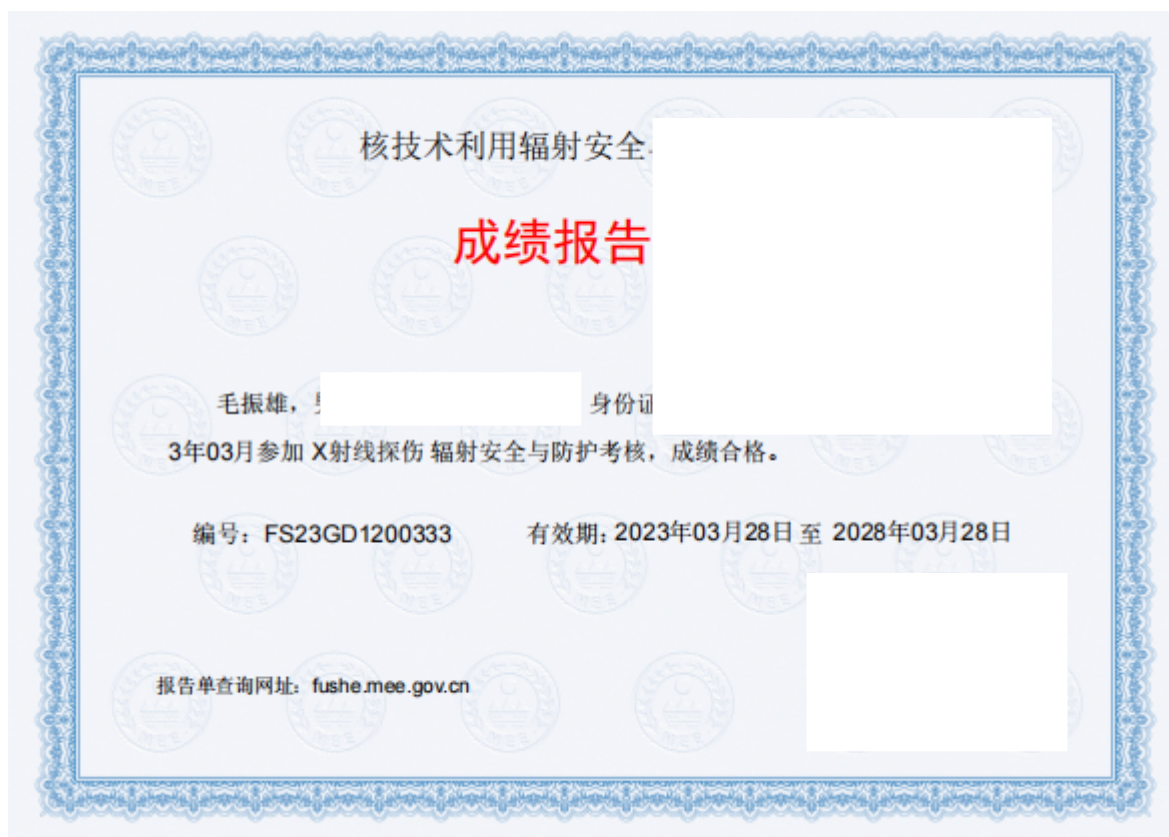 核技术利用辐射安全
成绩报告
毛振雄， 身份证
3年03月参加 X射线探伤 辐射安全与防护考核，成绩合格。
编号：FS23GD1200333 有效期：2023年03月28日 至 2028年03月28日
报告单查询网址：fushe.mee.gov.cn